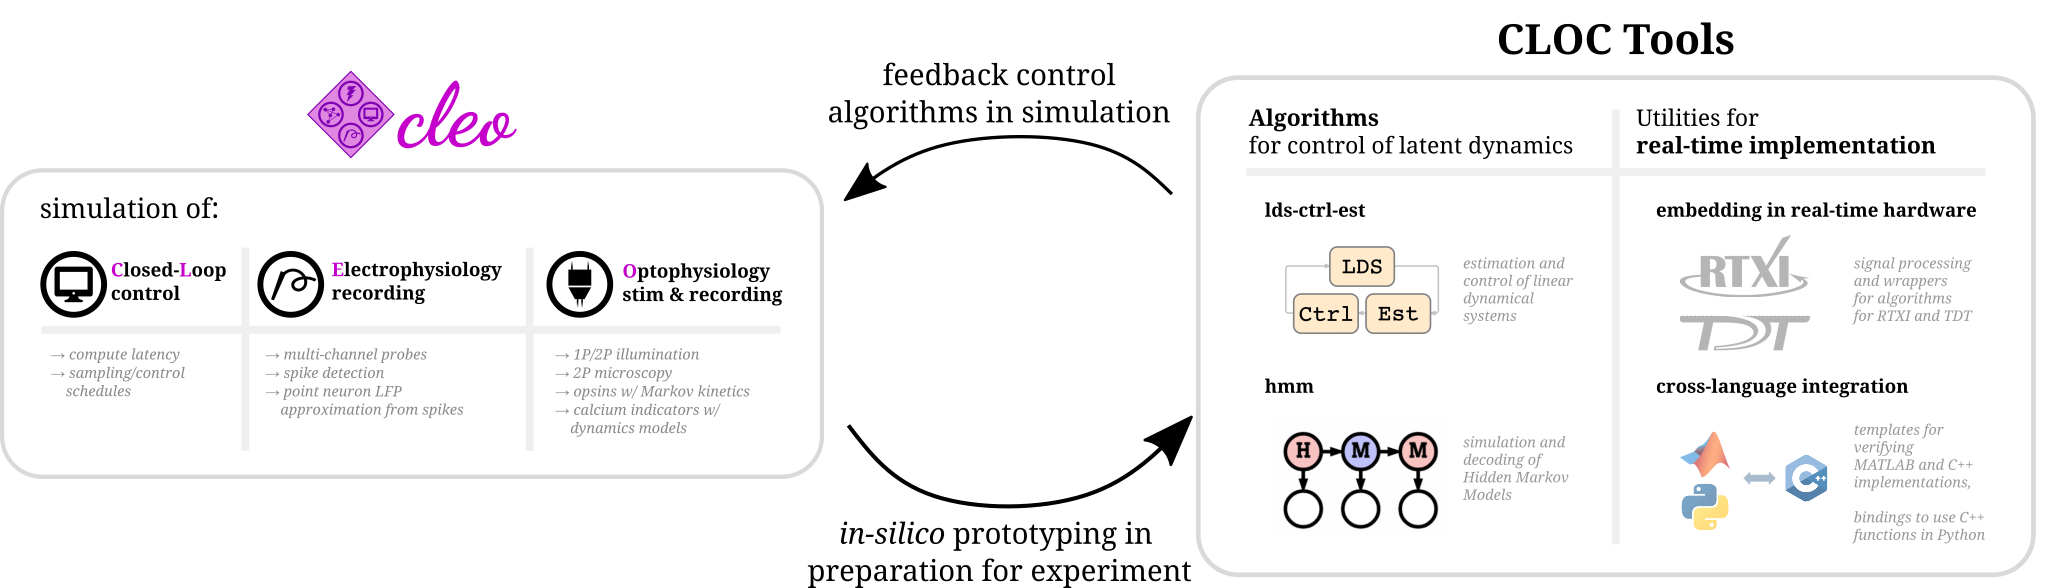 cleo
simulation of:
Closed-Loop
control
Electrophysiology
recording
Optophysiology
stim & recording
→ compute latency
→ sampling/control
schedules
→ multi-channel probes
→ spike detection
→ point neuron LFP
approximation from spikes
→ 1P/2P illumination
→ 2P microscopy
→ opsins w/ Markov kinetics
→ calcium indicators w/
dynamics models
feedback control
algorithms in simulation
in-silico prototyping in
preparation for experiment
CLOC Tools
Algorithms
for control of latent dynamics
Utilities for
real-time implementation
lds-ctrl-est
LDS
Ctrl
Est
estimation and
control of linear
dynamical
systems
embedding in real-time hardware
RTXI
TDT
signal processing
and wrappers
for algorithms
for RTXI and TDT
hmm
H M M
simulation and
decoding of
Hidden Markov
Models
cross-language integration
C++
templates for
verifying
MATLAB and C++
implementations,
bindings to use C++
functions in Python